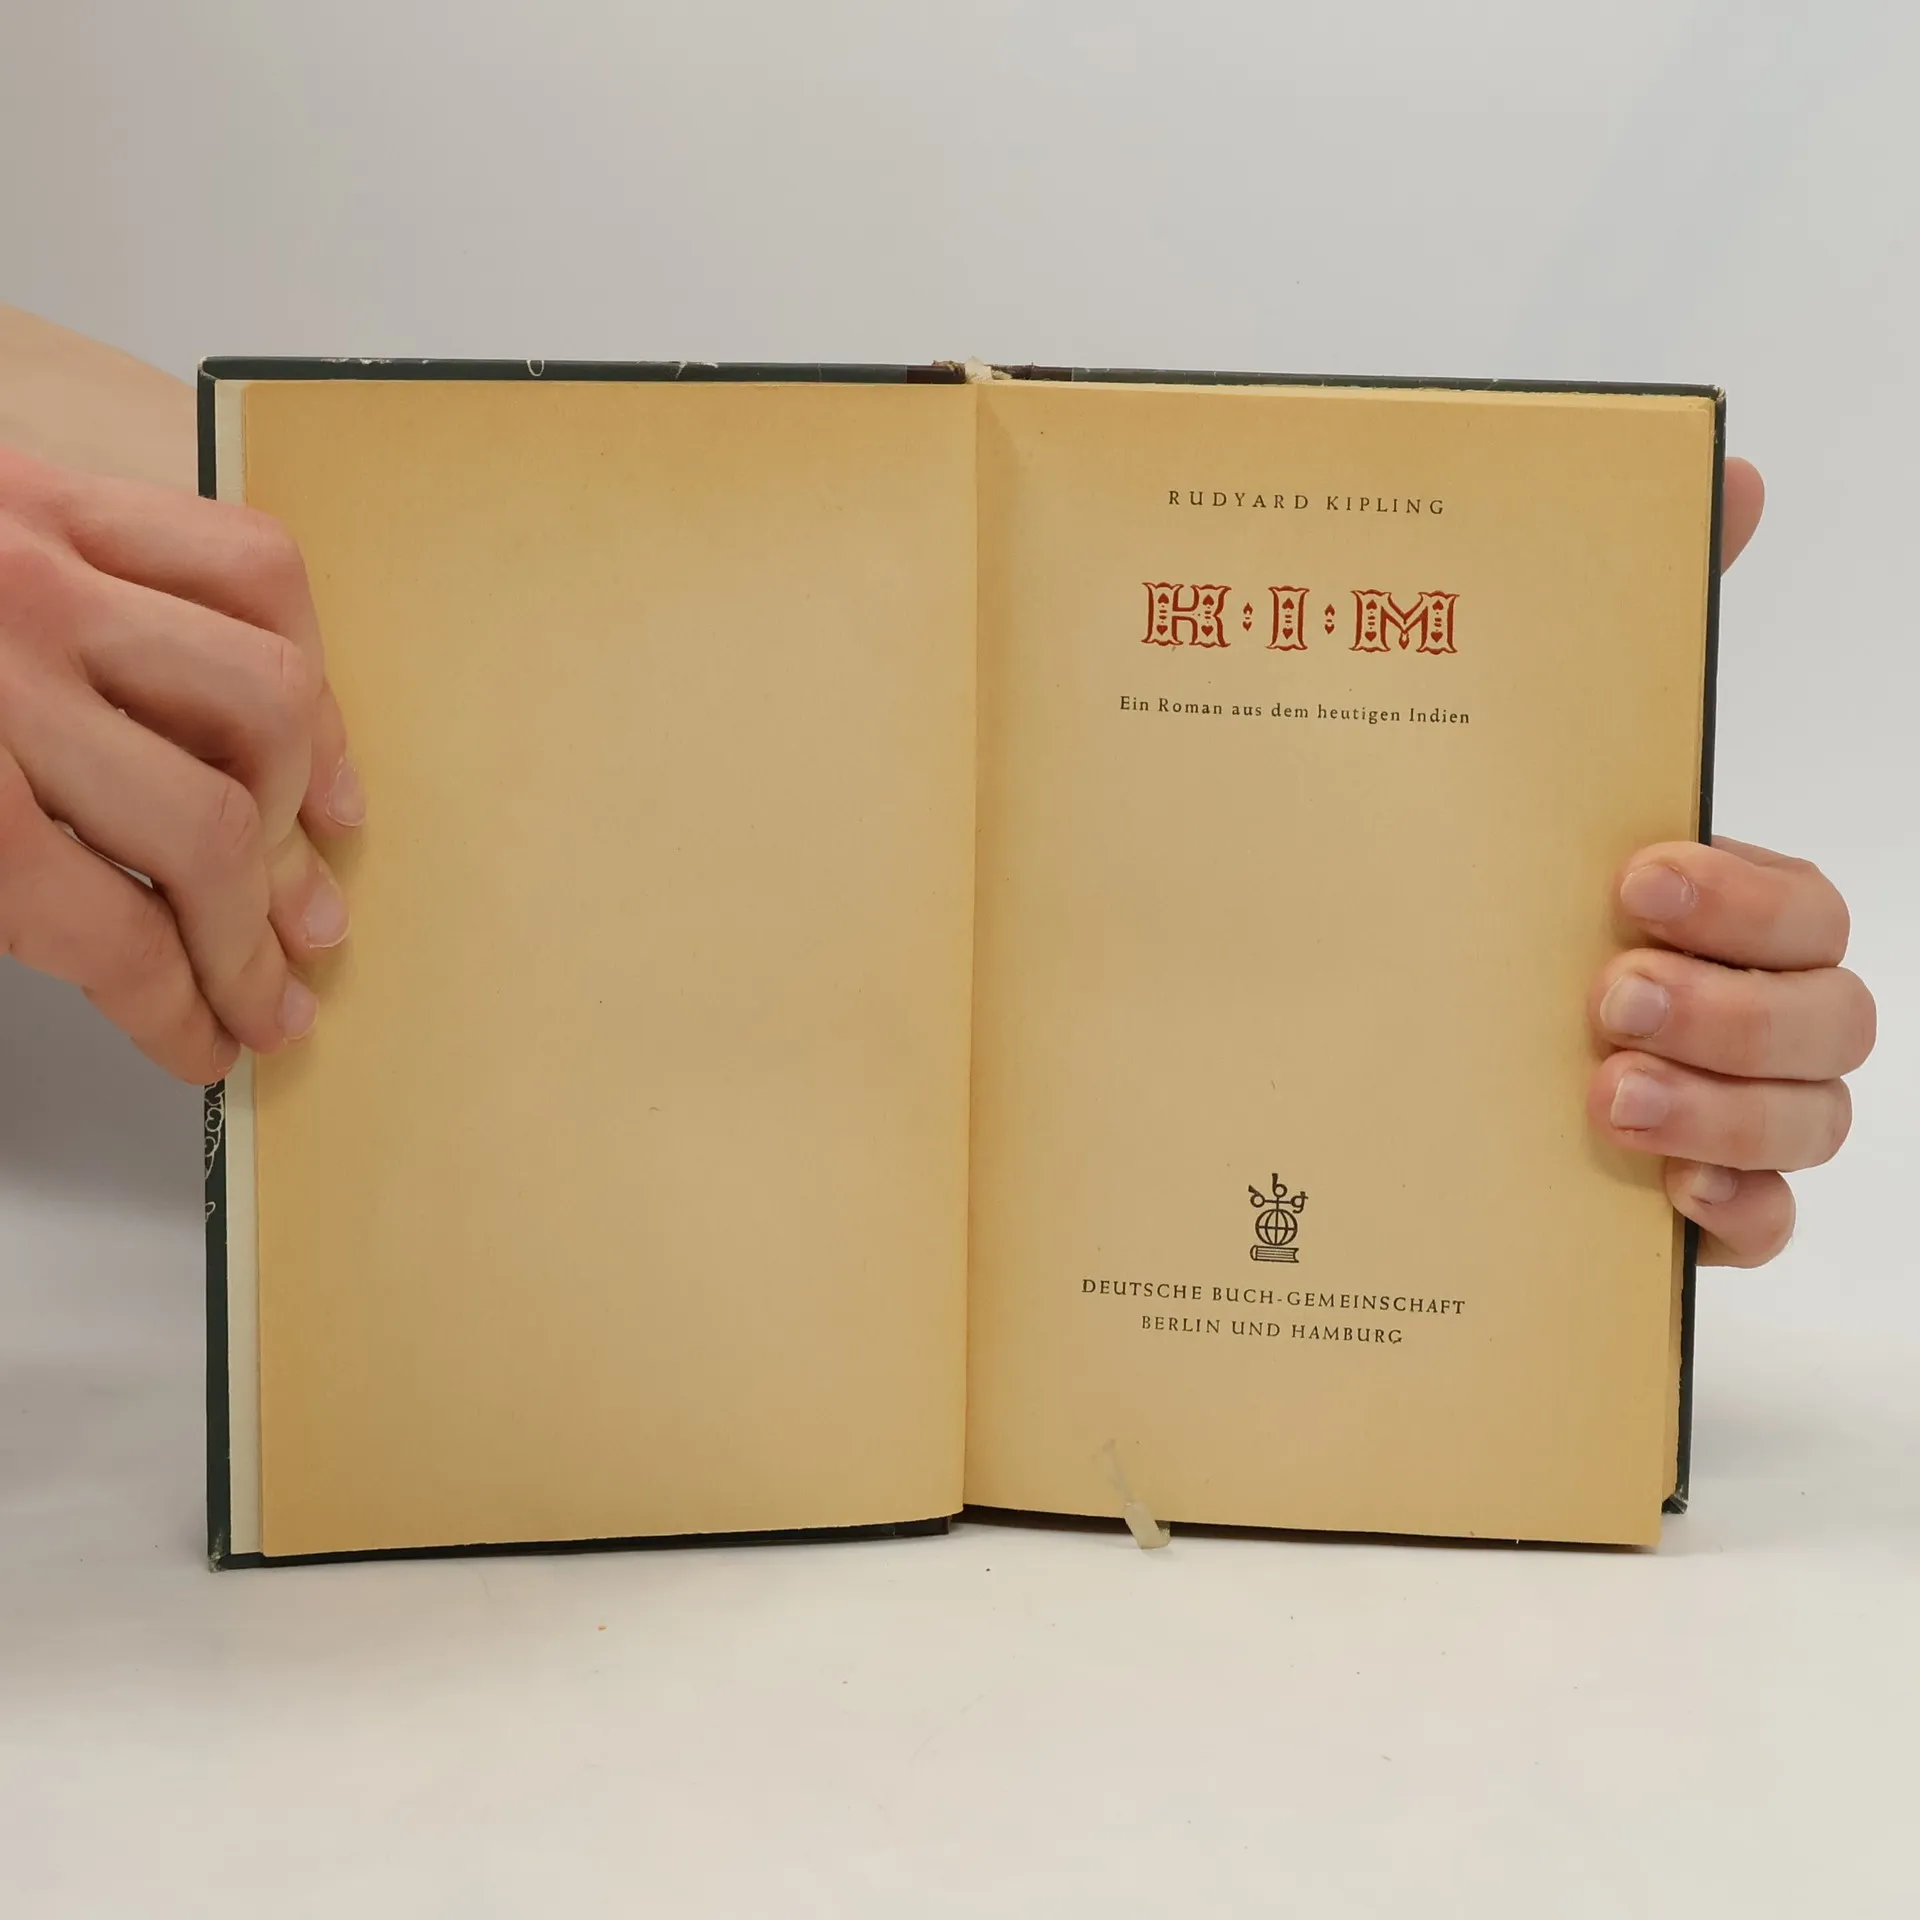 RUDYARD KIPLING
K·I·M
Ein Roman aus dem heutigen Indien
dbg
DEUTSCHE BUCH-GEMEINSCHAFT
BERLIN UND HAMBURG